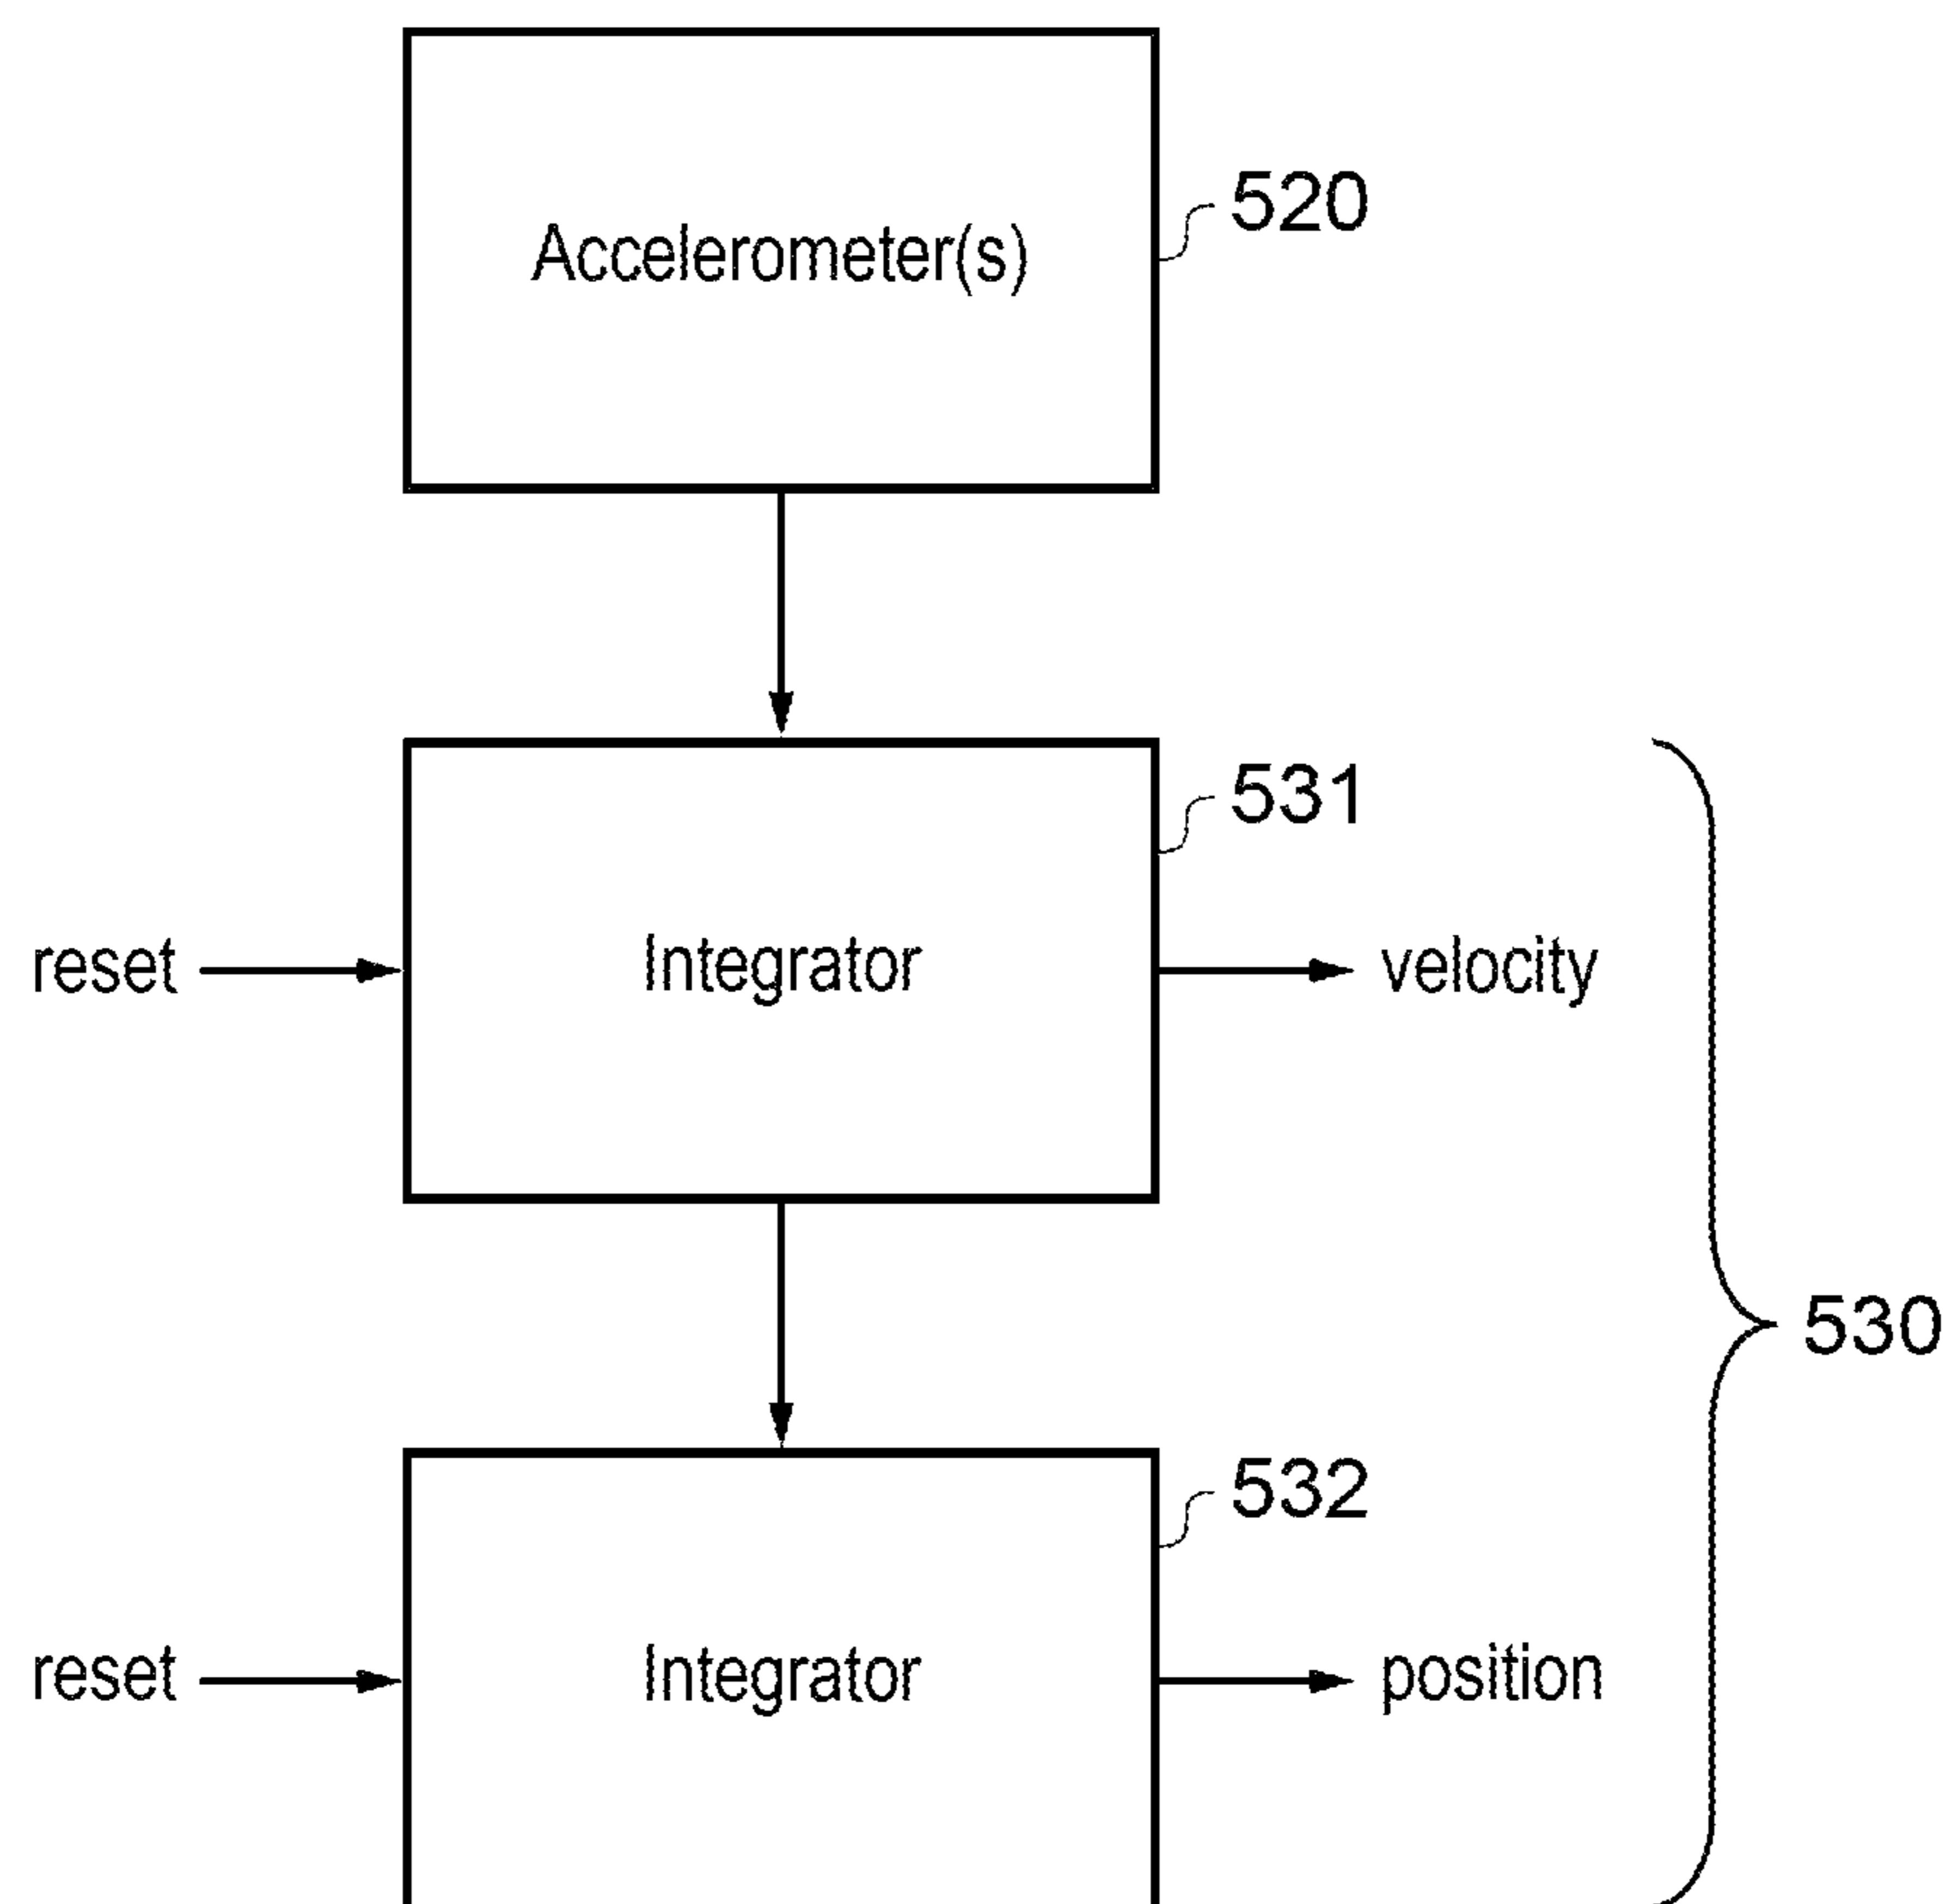 520
Accelerometer(s)
531
reset
Integrator
velocity
530
532
reset
Integrator
position